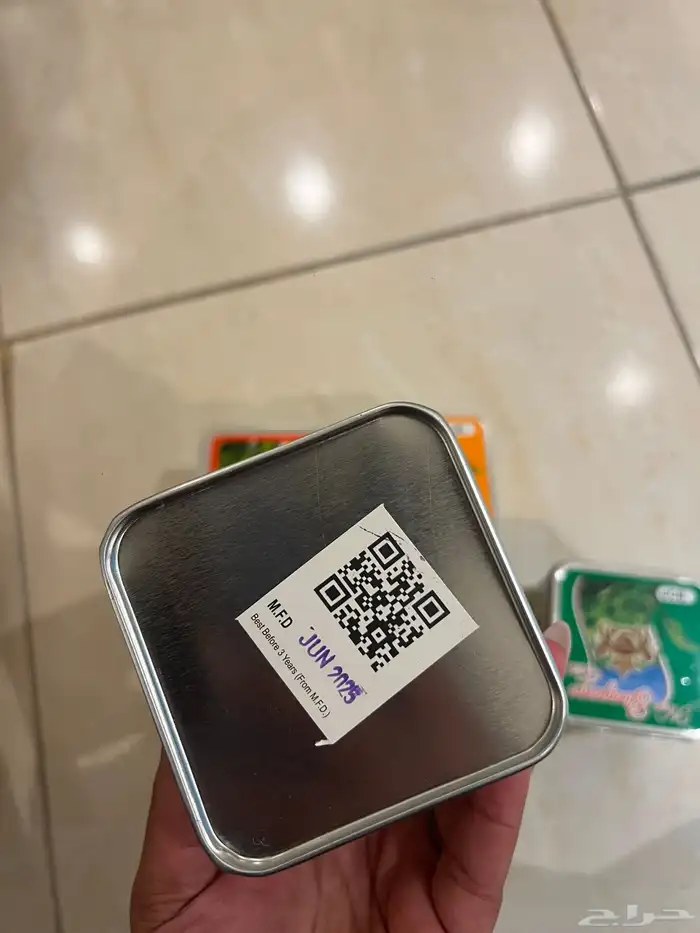 M.F.D
JUN 2025
Best Before 3 Years (From M.F.D.)
حراج